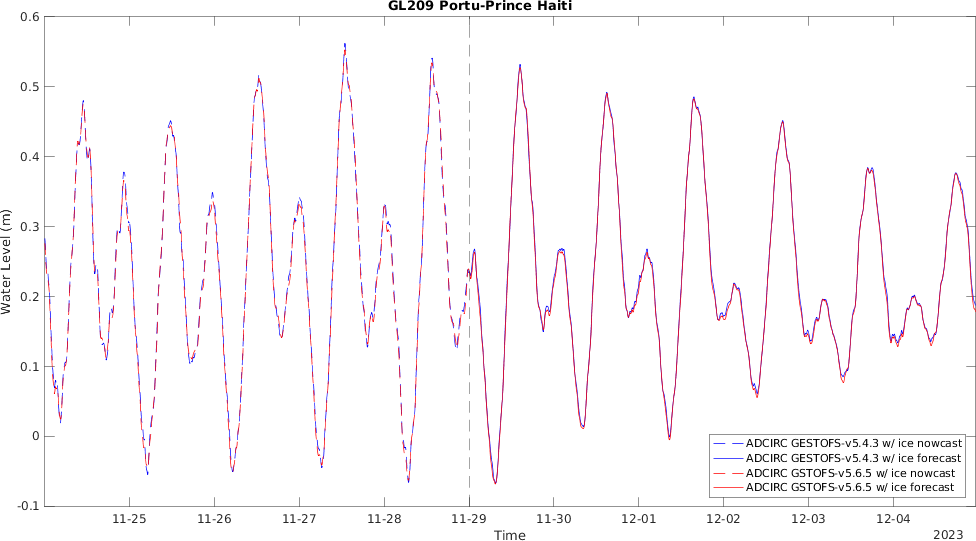 GL209 Portu-Prince Haiti
0.6
0.5
0.4
0.3
0.2
0.1
0
-0.1
Water Level (m)
11-25 11-26 11-27 11-28 11-29 11-30 12-01 12-02 12-03 12-04
Time
2023
ADCIRC GESTOFS-v5.4.3 w/ ice nowcast
ADCIRC GESTOFS-v5.4.3 w/ ice forecast
ADCIRC GSTOFS-v5.6.5 w/ ice nowcast
ADCIRC GSTOFS-v5.6.5 w/ ice forecast